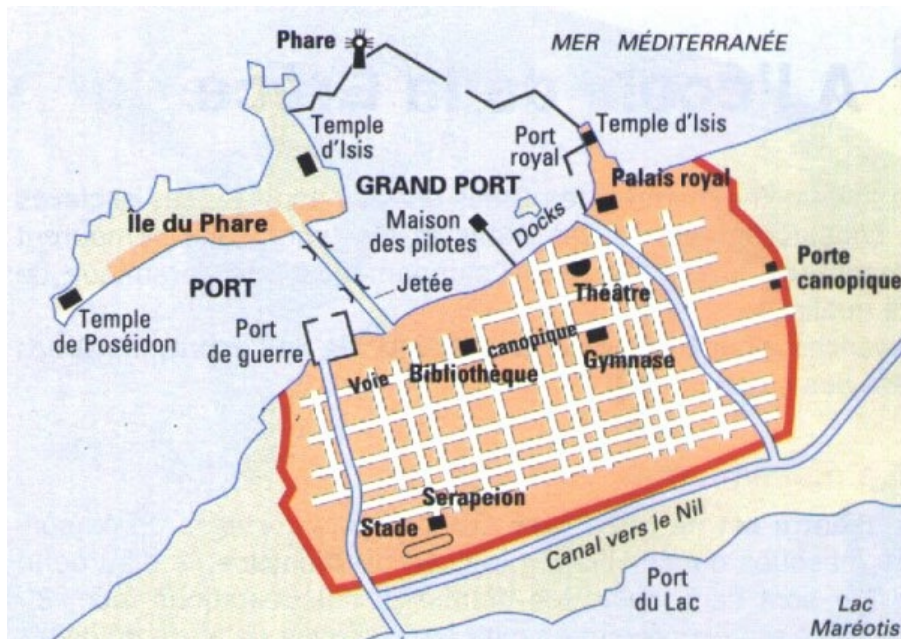 Phare
MER MÉDITERRANÉE
Temple
d'Isis
Port
royal
Temple d'Isis
GRAND PORT
Palais royal
Île du Phare
Maison
des pilotes
Docks
Porte
canopique
PORT
Jetée
Théâtre
Temple
de Poséidon
Port
de guerre
Voie canopique
Bibliothèque
Gymnase
Serapeion
Stade
Canal vers le Nil
Port
du Lac
Lac
Maréotis